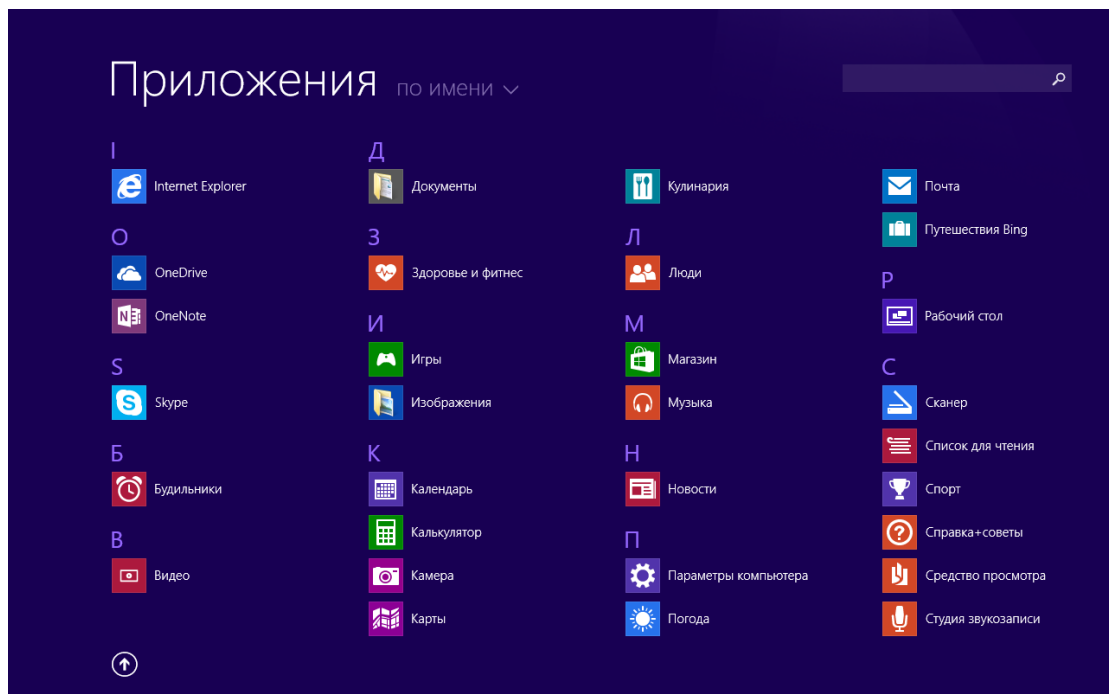 Приложения по имени
I
Internet Explorer
O
OneDrive
OneNote
S
Skype
Б
Будильники
В
Видео
Д
Документы
З
Здоровье и фитнес
И
Игры
Изображения
К
Календарь
Калькулятор
Камера
Карты
Кулинария
Л
Люди
М
Магазин
Музыка
Н
Новости
П
Параметры компьютера
Погода
Почта
Путешествия Bing
Р
Рабочий стол
С
Сканер
Список для чтения
Спорт
Справка+советы
Средство просмотра
Студия звукозаписи